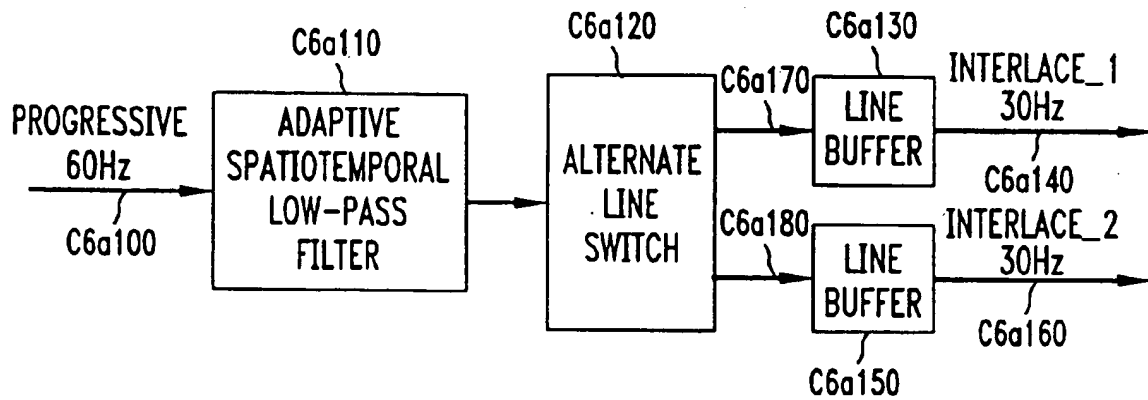 C6a110
C6a120
C6a130
PROGRESSIVE
60Hz
C6a100
ADAPTIVE
SPATIOTEMPORAL
LOW-PASS
FILTER
ALTERNATE
LINE
SWITCH
C6a170
LINE
BUFFER
INTERLACE_1
30Hz
C6a140
C6a180
LINE
BUFFER
INTERLACE_2
30Hz
C6a160
C6a150